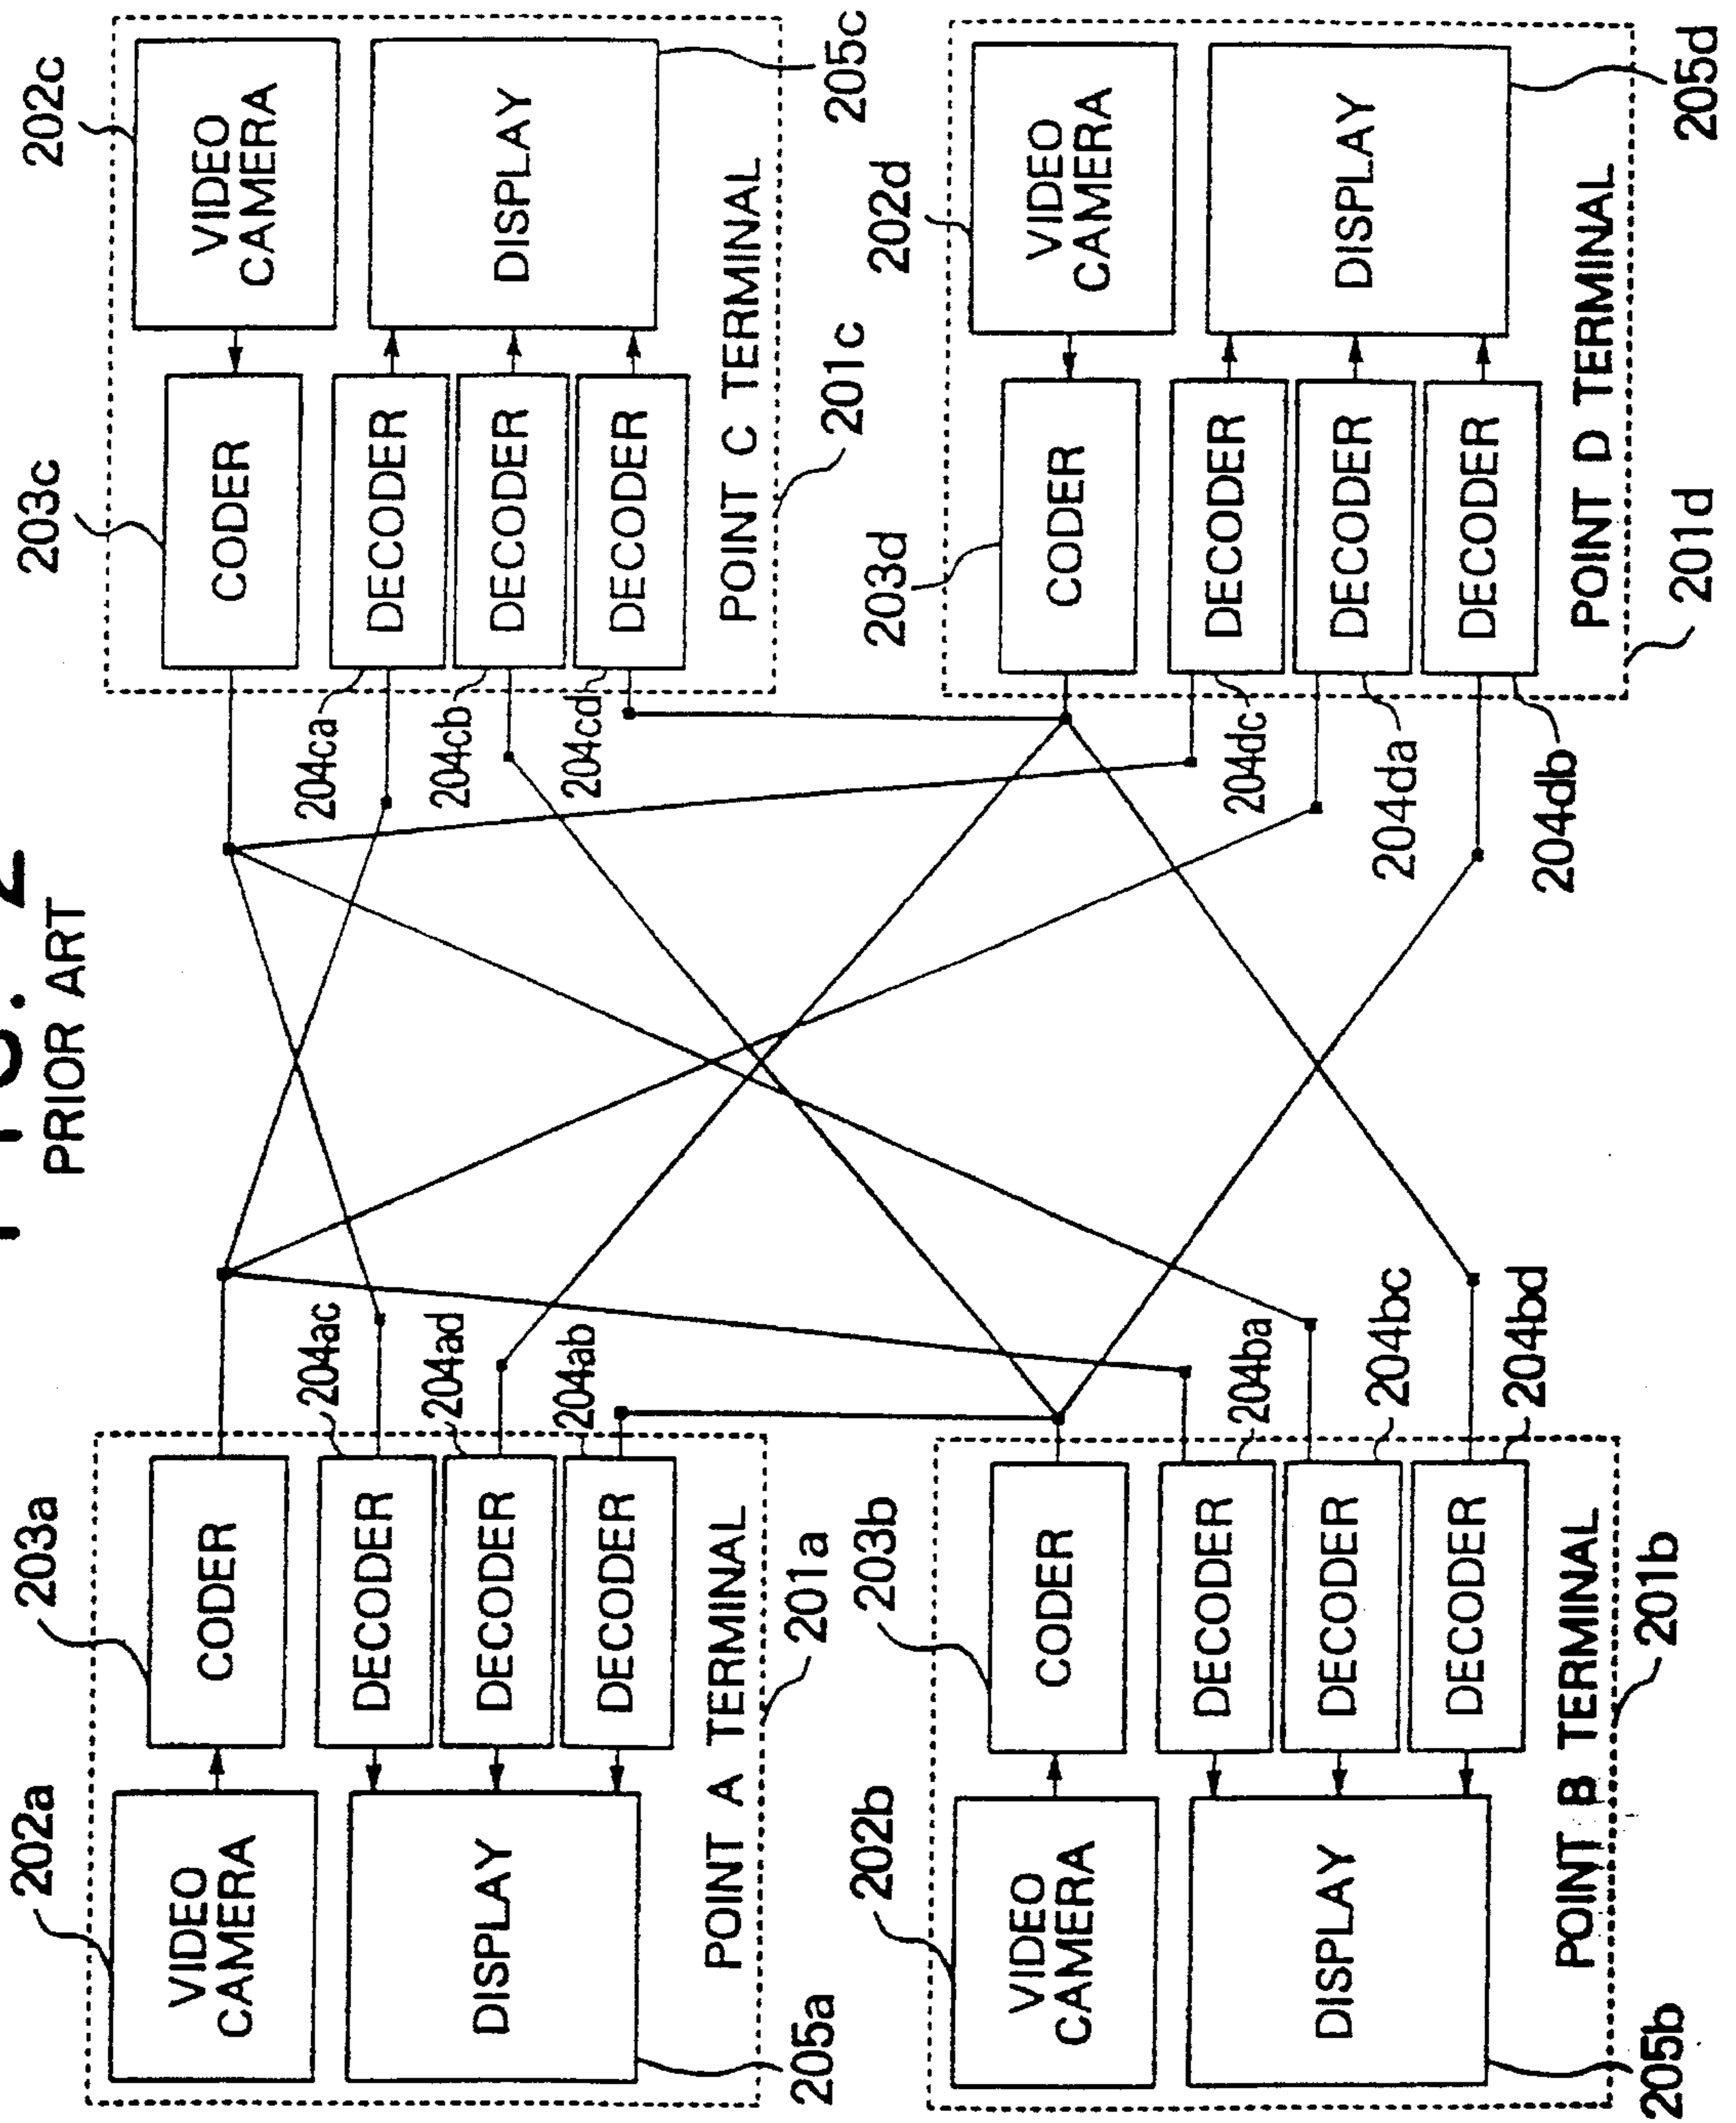 FIG. 2
PRIOR ART
202a
203a
VIDEO
CAMERA
CODER
204ac
DECODER
204ad
DECODER
204ab
DECODER
DISPLAY
205a
POINT A TERMINAL
201a
203c
202c
CODER
VIDEO
CAMERA
204ca
DECODER
204cb
DECODER
204cd
DECODER
DISPLAY
205c
POINT C TERMINAL
201c
202b
203b
VIDEO
CAMERA
CODER
204ba
DECODER
204bc
DECODER
204bd
DECODER
DISPLAY
205b
POINT B TERMINAL
201b
203d
202d
CODER
VIDEO
CAMERA
204dc
DECODER
204da
DECODER
204db
DECODER
DISPLAY
205d
POINT D TERMINAL
201d